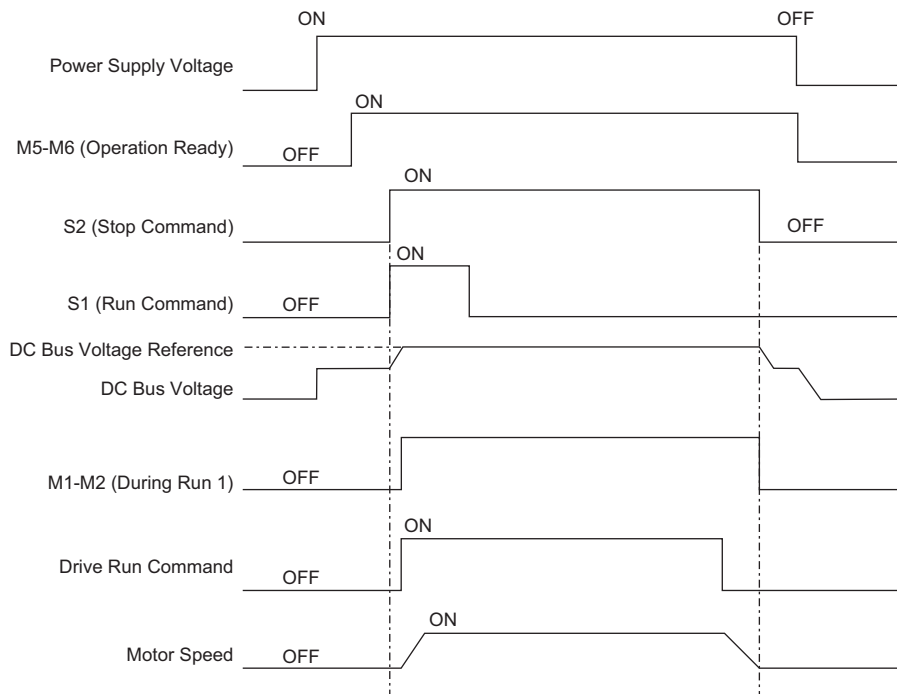 ON
OFF
Power Supply Voltage
ON
M5-M6 (Operation Ready)
OFF
ON
S2 (Stop Command)
OFF
ON
S1 (Run Command)
OFF
DC Bus Voltage Reference
DC Bus Voltage
M1-M2 (During Run 1)
OFF
ON
Drive Run Command
OFF
ON
Motor Speed
OFF